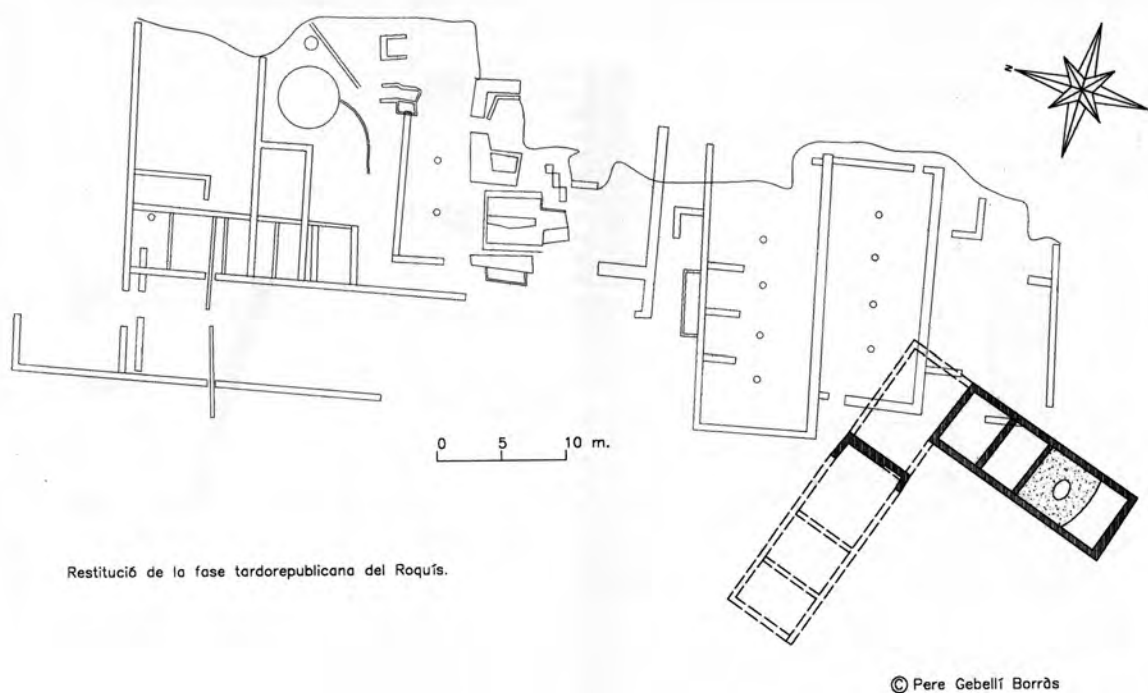 N
0 5 10 m.
Restitució de la fase tardorepublicana del Roquís.
© Pere Gebellí Borràs